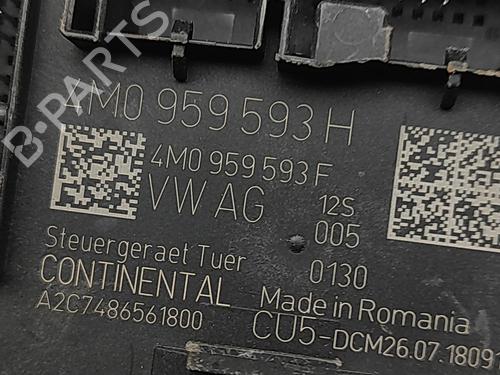 B-PARTS
4M0 959 593 H
4M0 959 593 F
VW AG 12S
005
Steuergeraet Tuer 0130
CONTINENTAL Made in Romania
A2C7486561800 CU5-DCM26.07.1809